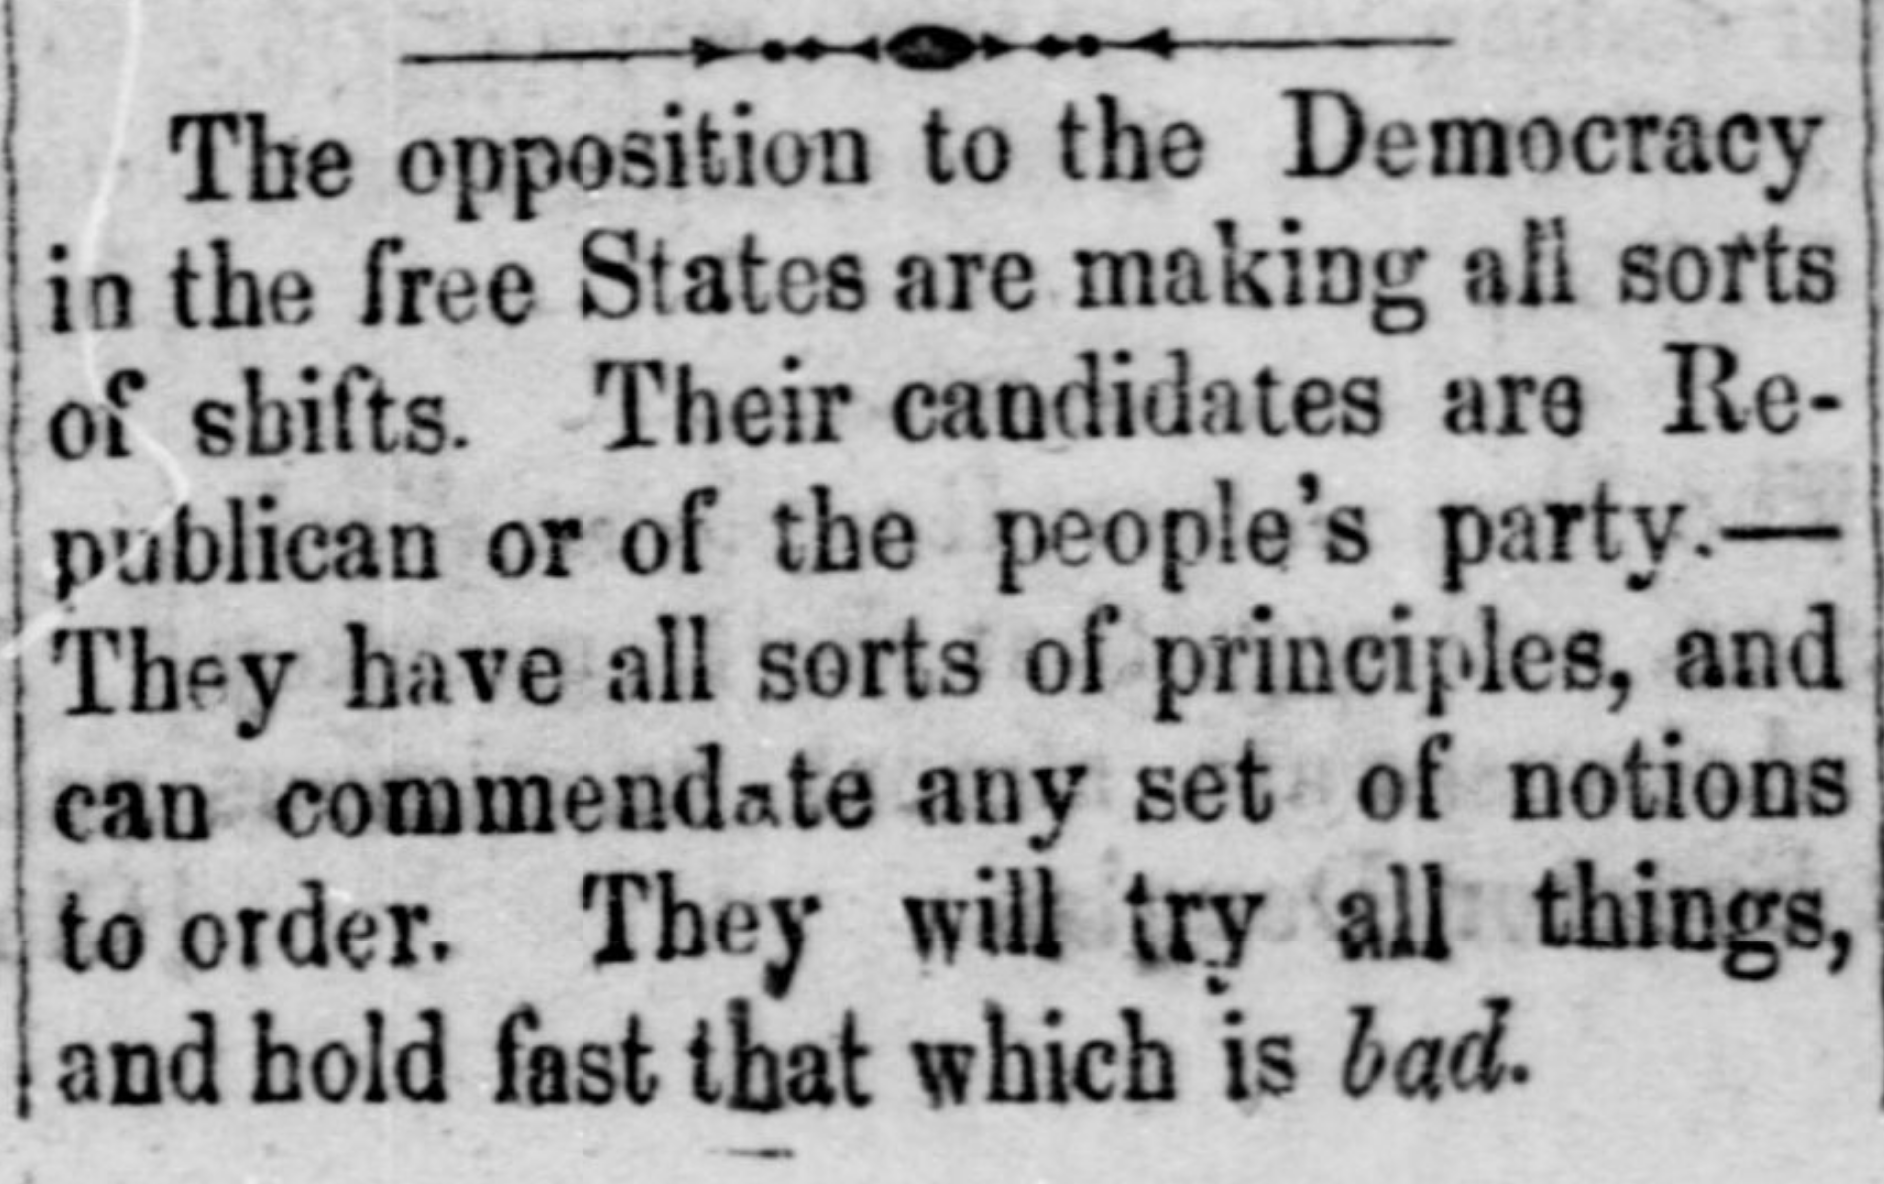 The opposition to the Democracy
in the free States are making all sorts
of shifts. Their candidates are Re-
publican or of the people's party.—
They have all sorts of principles, and
can commendate any set of notions
to order. They will try all things,
and hold fast that which is bad.